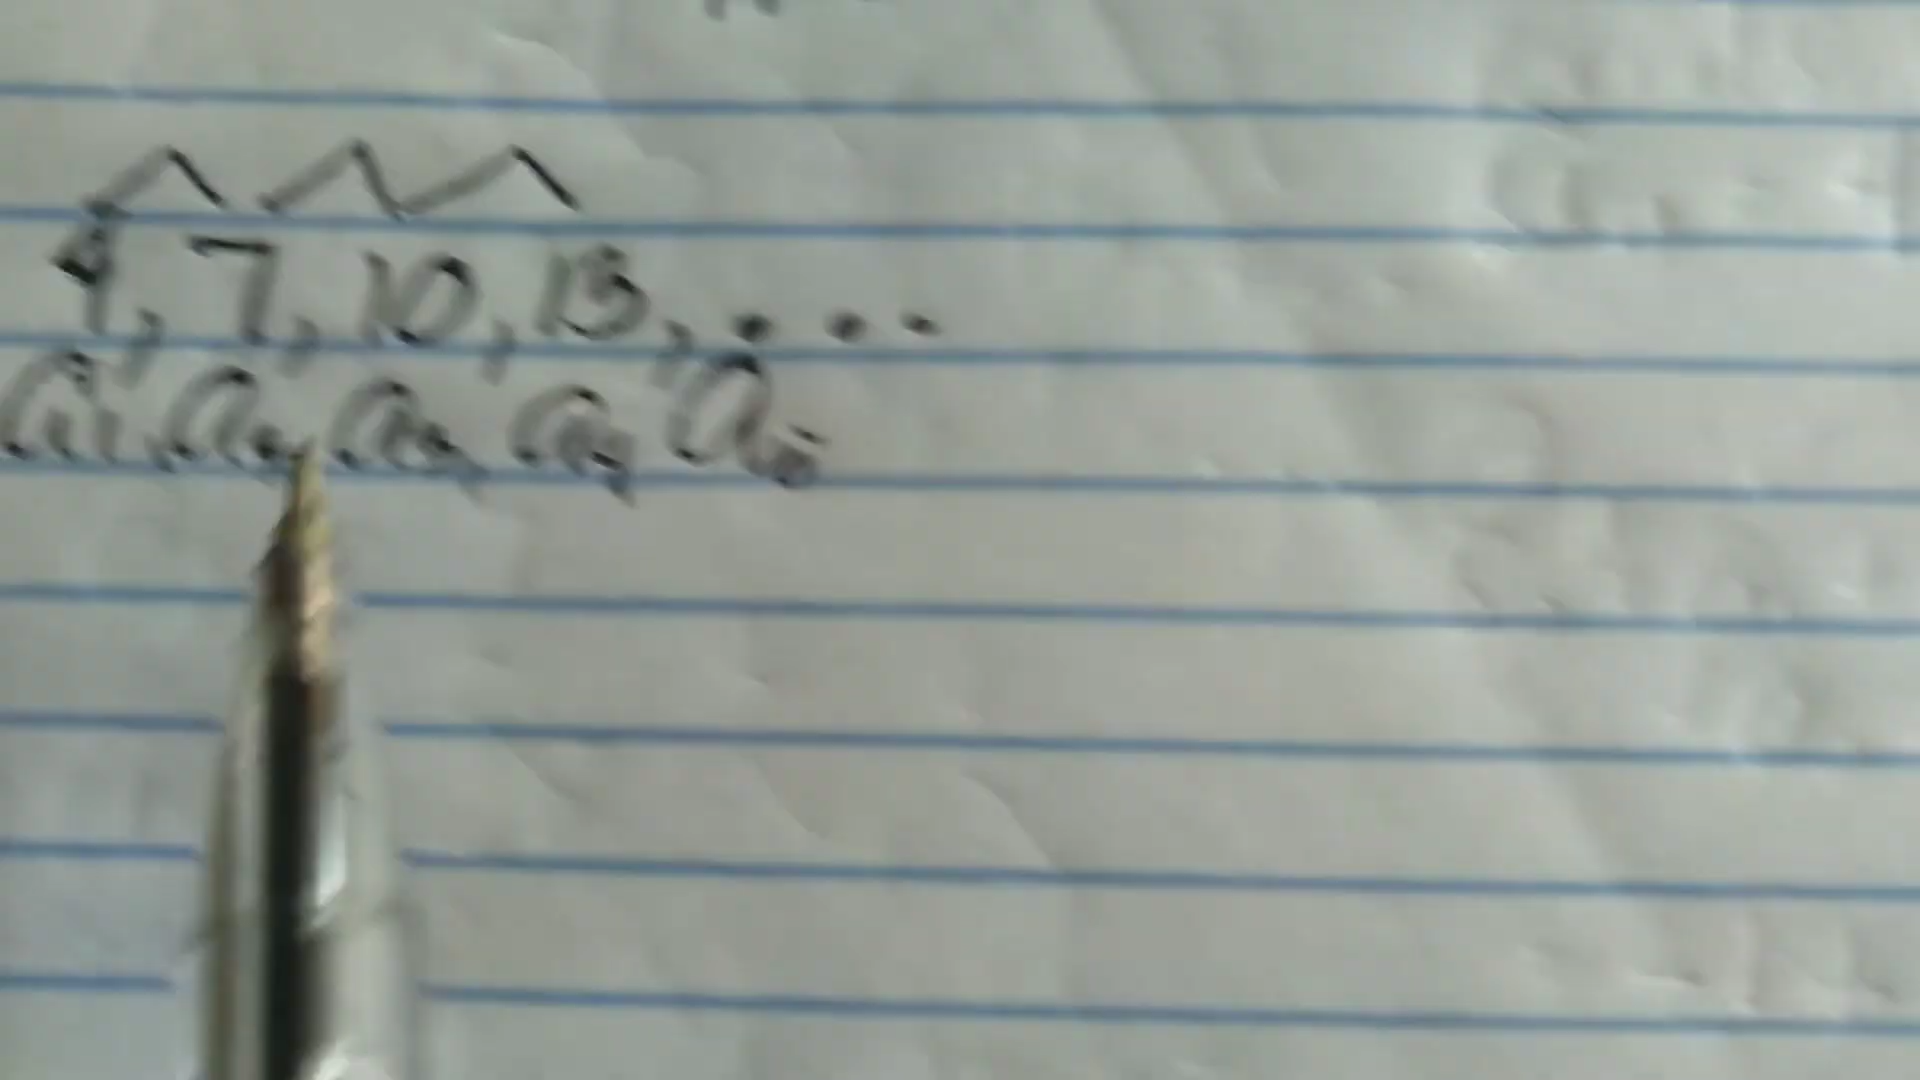 4, 7, 10, 13, . . .
a₁, a₂, a₃, a₄ a₅